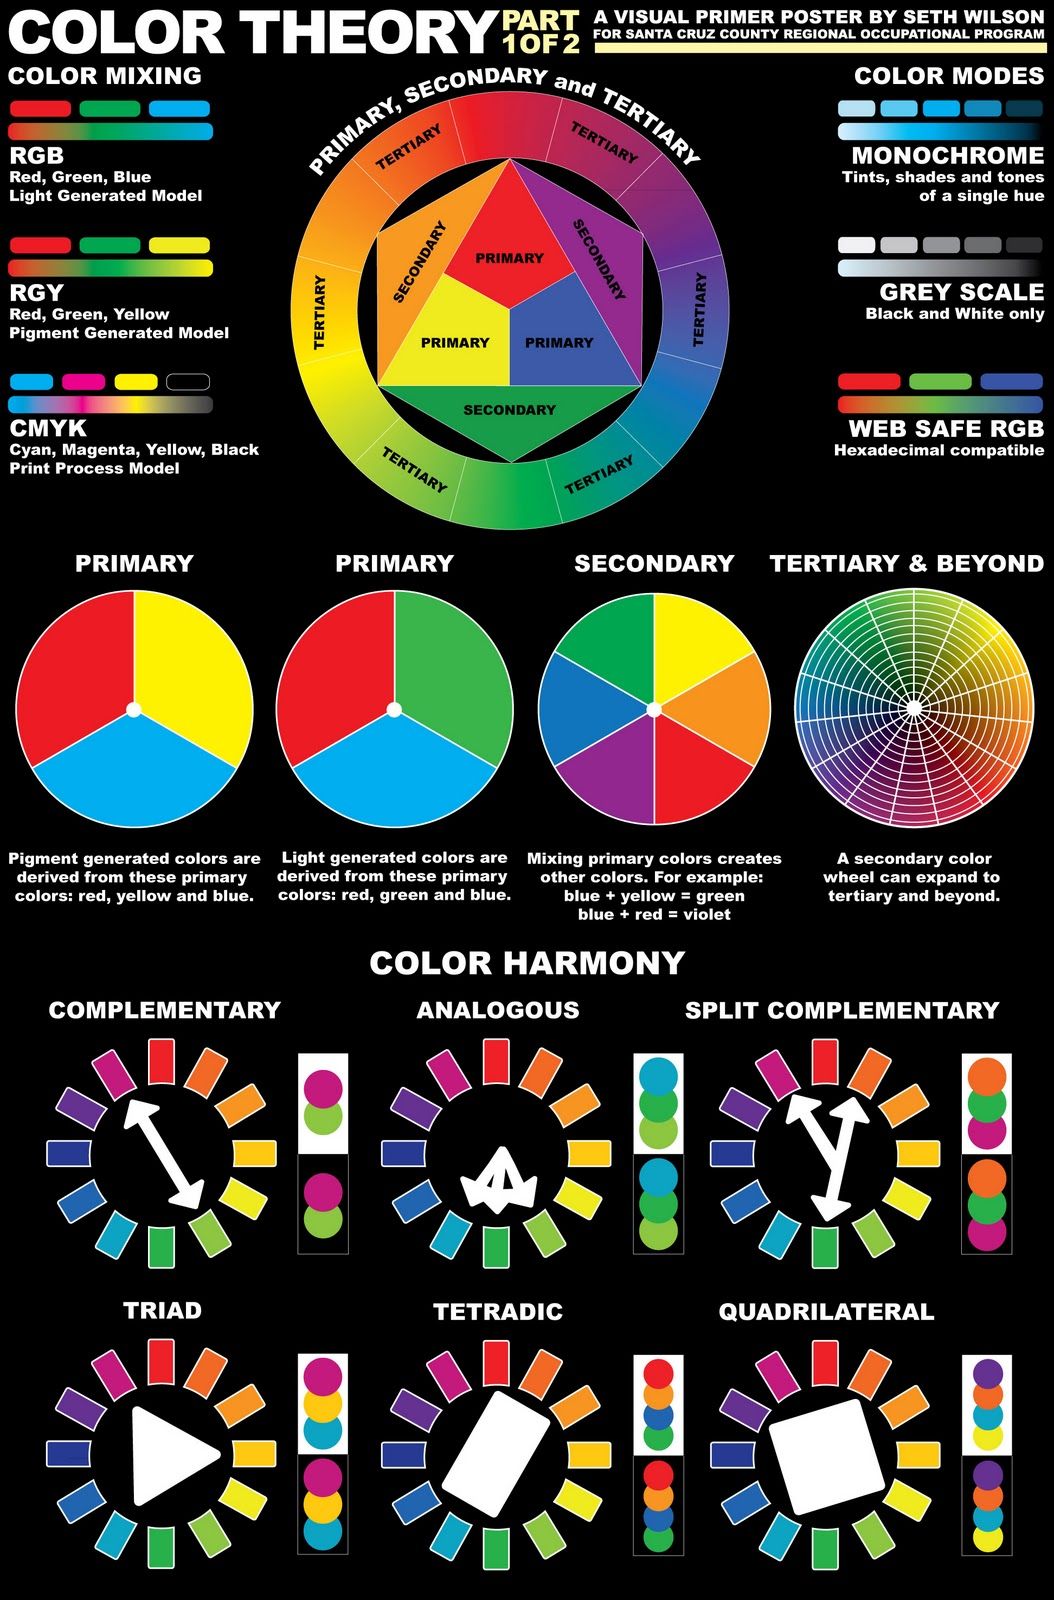 COLOR THEORY PART
1 OF 2
A VISUAL PRIMER POSTER BY SETH WILSON
FOR SANTA CRUZ COUNTY REGIONAL OCCUPATIONAL PROGRAM
COLOR MIXING
RGB
Red, Green, Blue
Light Generated Model
RGY
Red, Green, Yellow
Pigment Generated Model
CMYK
Cyan, Magenta, Yellow, Black
Print Process Model
PRIMARY, SECONDARY and TERTIARY
TERTIARY
TERTIARY
SECONDARY
SECONDARY
PRIMARY
TERTIARY
TERTIARY
PRIMARY
PRIMARY
SECONDARY
TERTIARY
TERTIARY
COLOR MODES
MONOCHROME
Tints, shades and tones
of a single hue
GREY SCALE
Black and White only
WEB SAFE RGB
Hexadecimal compatible
PRIMARY
Pigment generated colors are
derived from these primary
colors: red, yellow and blue.
PRIMARY
Light generated colors are
derived from these primary
colors: red, green and blue.
SECONDARY
Mixing primary colors creates
other colors. For example:
blue + yellow = green
blue + red = violet
TERTIARY & BEYOND
A secondary color
wheel can expand to
tertiary and beyond.
COLOR HARMONY
COMPLEMENTARY
ANALOGOUS
SPLIT COMPLEMENTARY
TRIAD
TETRADIC
QUADRILATERAL